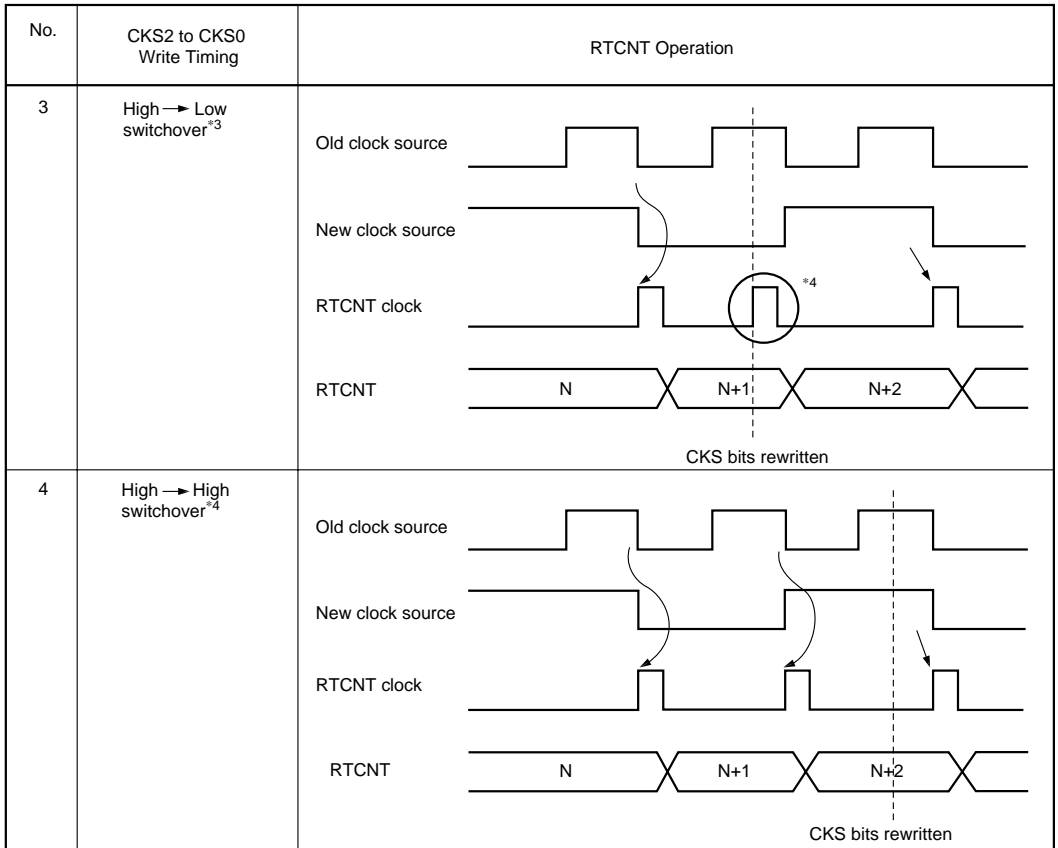 No.
CKS2 to CKS0
Write Timing
RTCNT Operation
3
High → Low
switchover*3
Old clock source
New clock source
RTCNT clock
*4
RTCNT
N
N+1
N+2
CKS bits rewritten
4
High → High
switchover*4
Old clock source
New clock source
RTCNT clock
RTCNT
N
N+1
N+2
CKS bits rewritten